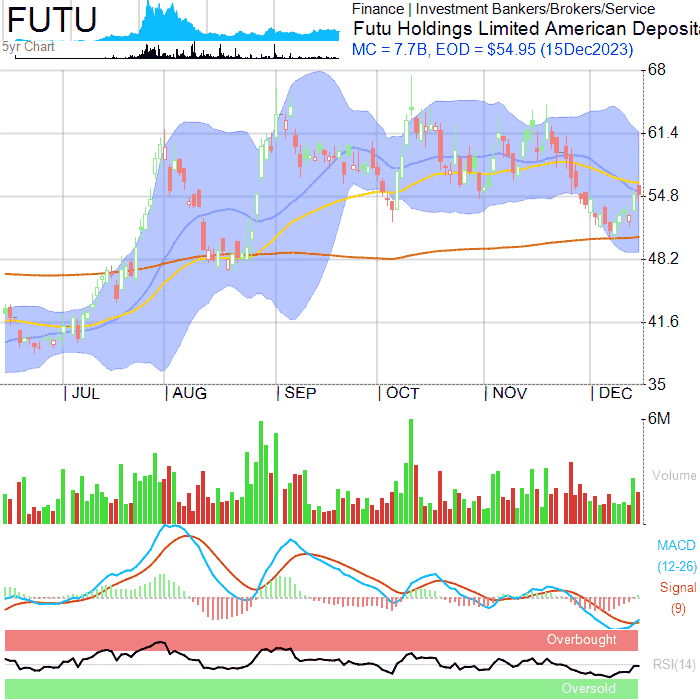 FUTU
5yr Chart
Finance | Investment Bankers/Brokers/Service
Futu Holdings Limited American Deposit
MC = 7.7B, EOD = $54.95 (15Dec2023)
68
61.4
54.8
48.2
41.6
35
| JUL | AUG | SEP | OCT | NOV | DEC
6M
Volume
MACD
(12-26)
Signal
(9)
Overbought
RSI(14)
Oversold